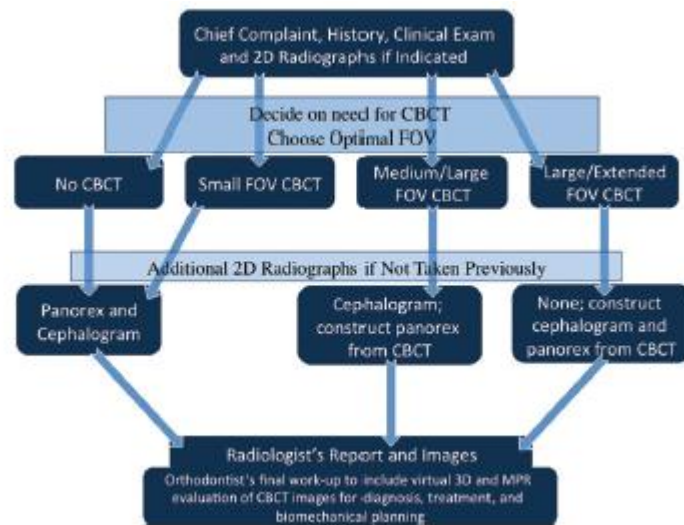 Chief Complaint, History, Clinical Exam
and 2D Radiographs if Indicated
Decide on need for CBCT
Choose Optimal FOV
No CBCT
Small FOV CBCT
Medium/Large
FOV CBCT
Large/Extended
FOV CBCT
Additional 2D Radiographs if Not Taken Previously
Panorex and
Cephalogram
Cephalogram;
construct panorex
from CBCT
None; construct
cephalogram and
panorex from CBCT
Radiologist's Report and Images
Orthodontist's final work-up to include virtual 3D and MPR
evaluation of CBCT images for diagnosis, treatment, and
biomechanical planning